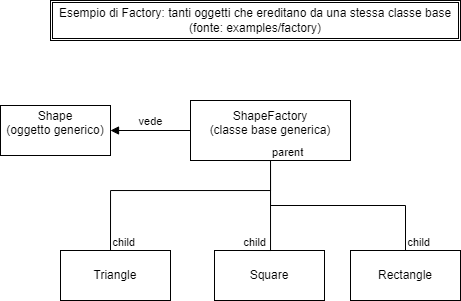 Esempio di Factory: tanti oggetti che ereditano da una stessa classe base
(fonte: examples/factory)
Shape
(oggetto generico)
vede
ShapeFactory
(classe base generica)
parent
child
child
child
Triangle
Square
Rectangle